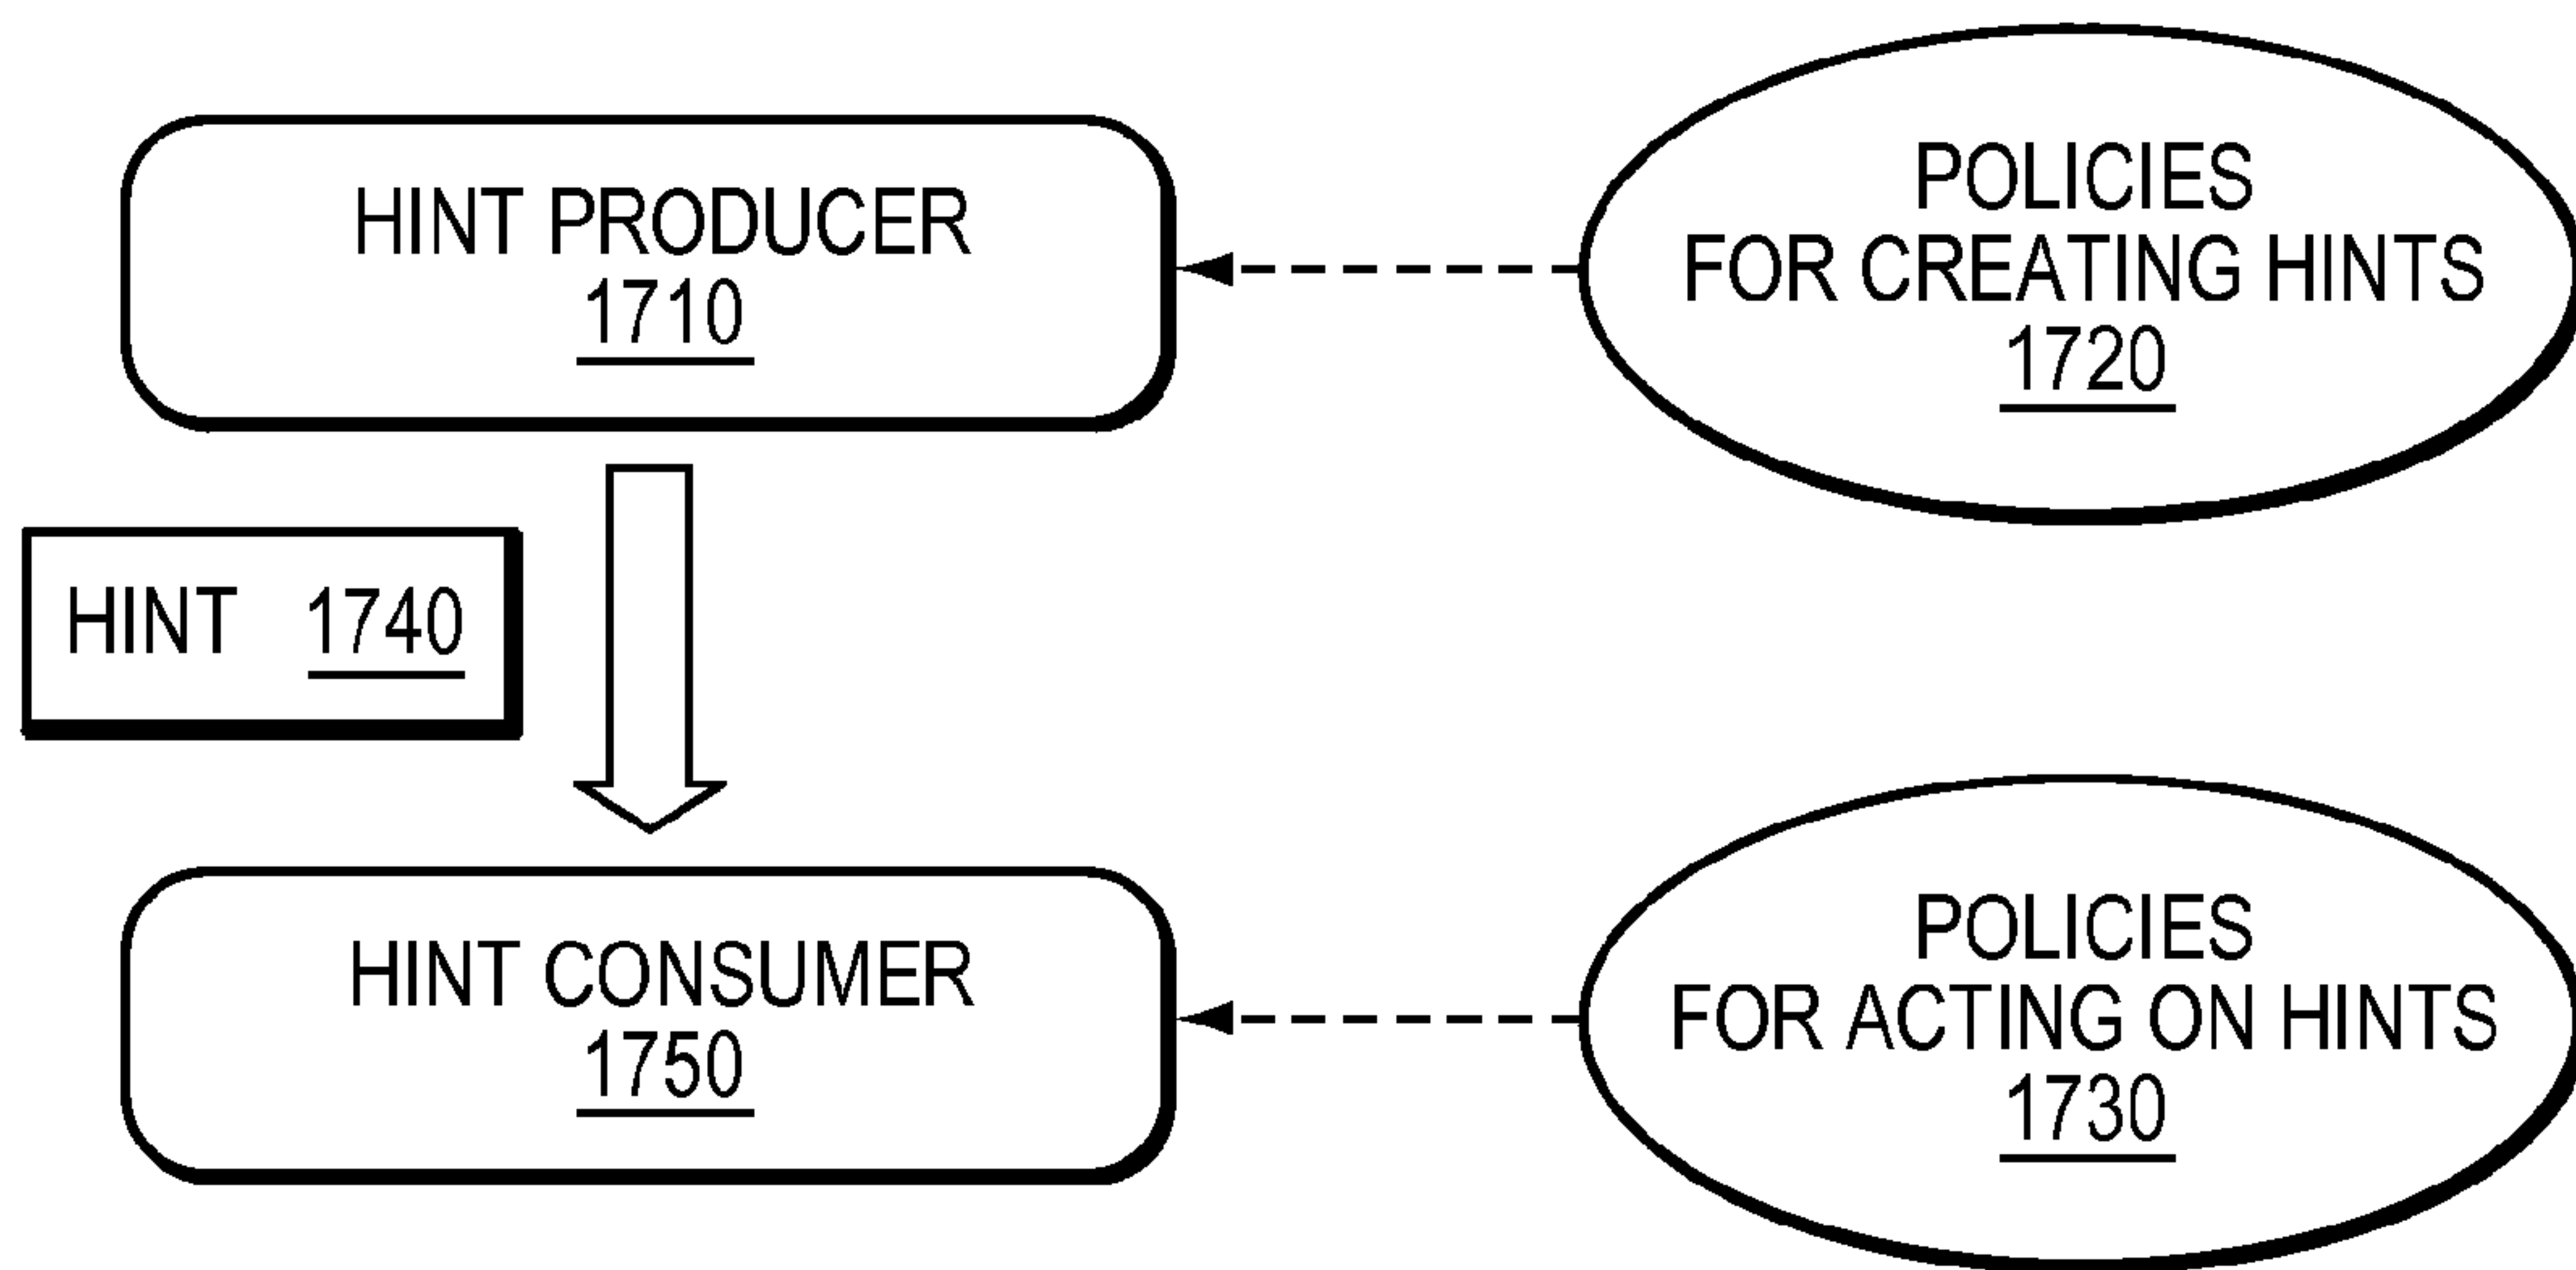 HINT PRODUCER
1710
POLICIES
FOR CREATING HINTS
1720
HINT 1740
HINT CONSUMER
1750
POLICIES
FOR ACTING ON HINTS
1730